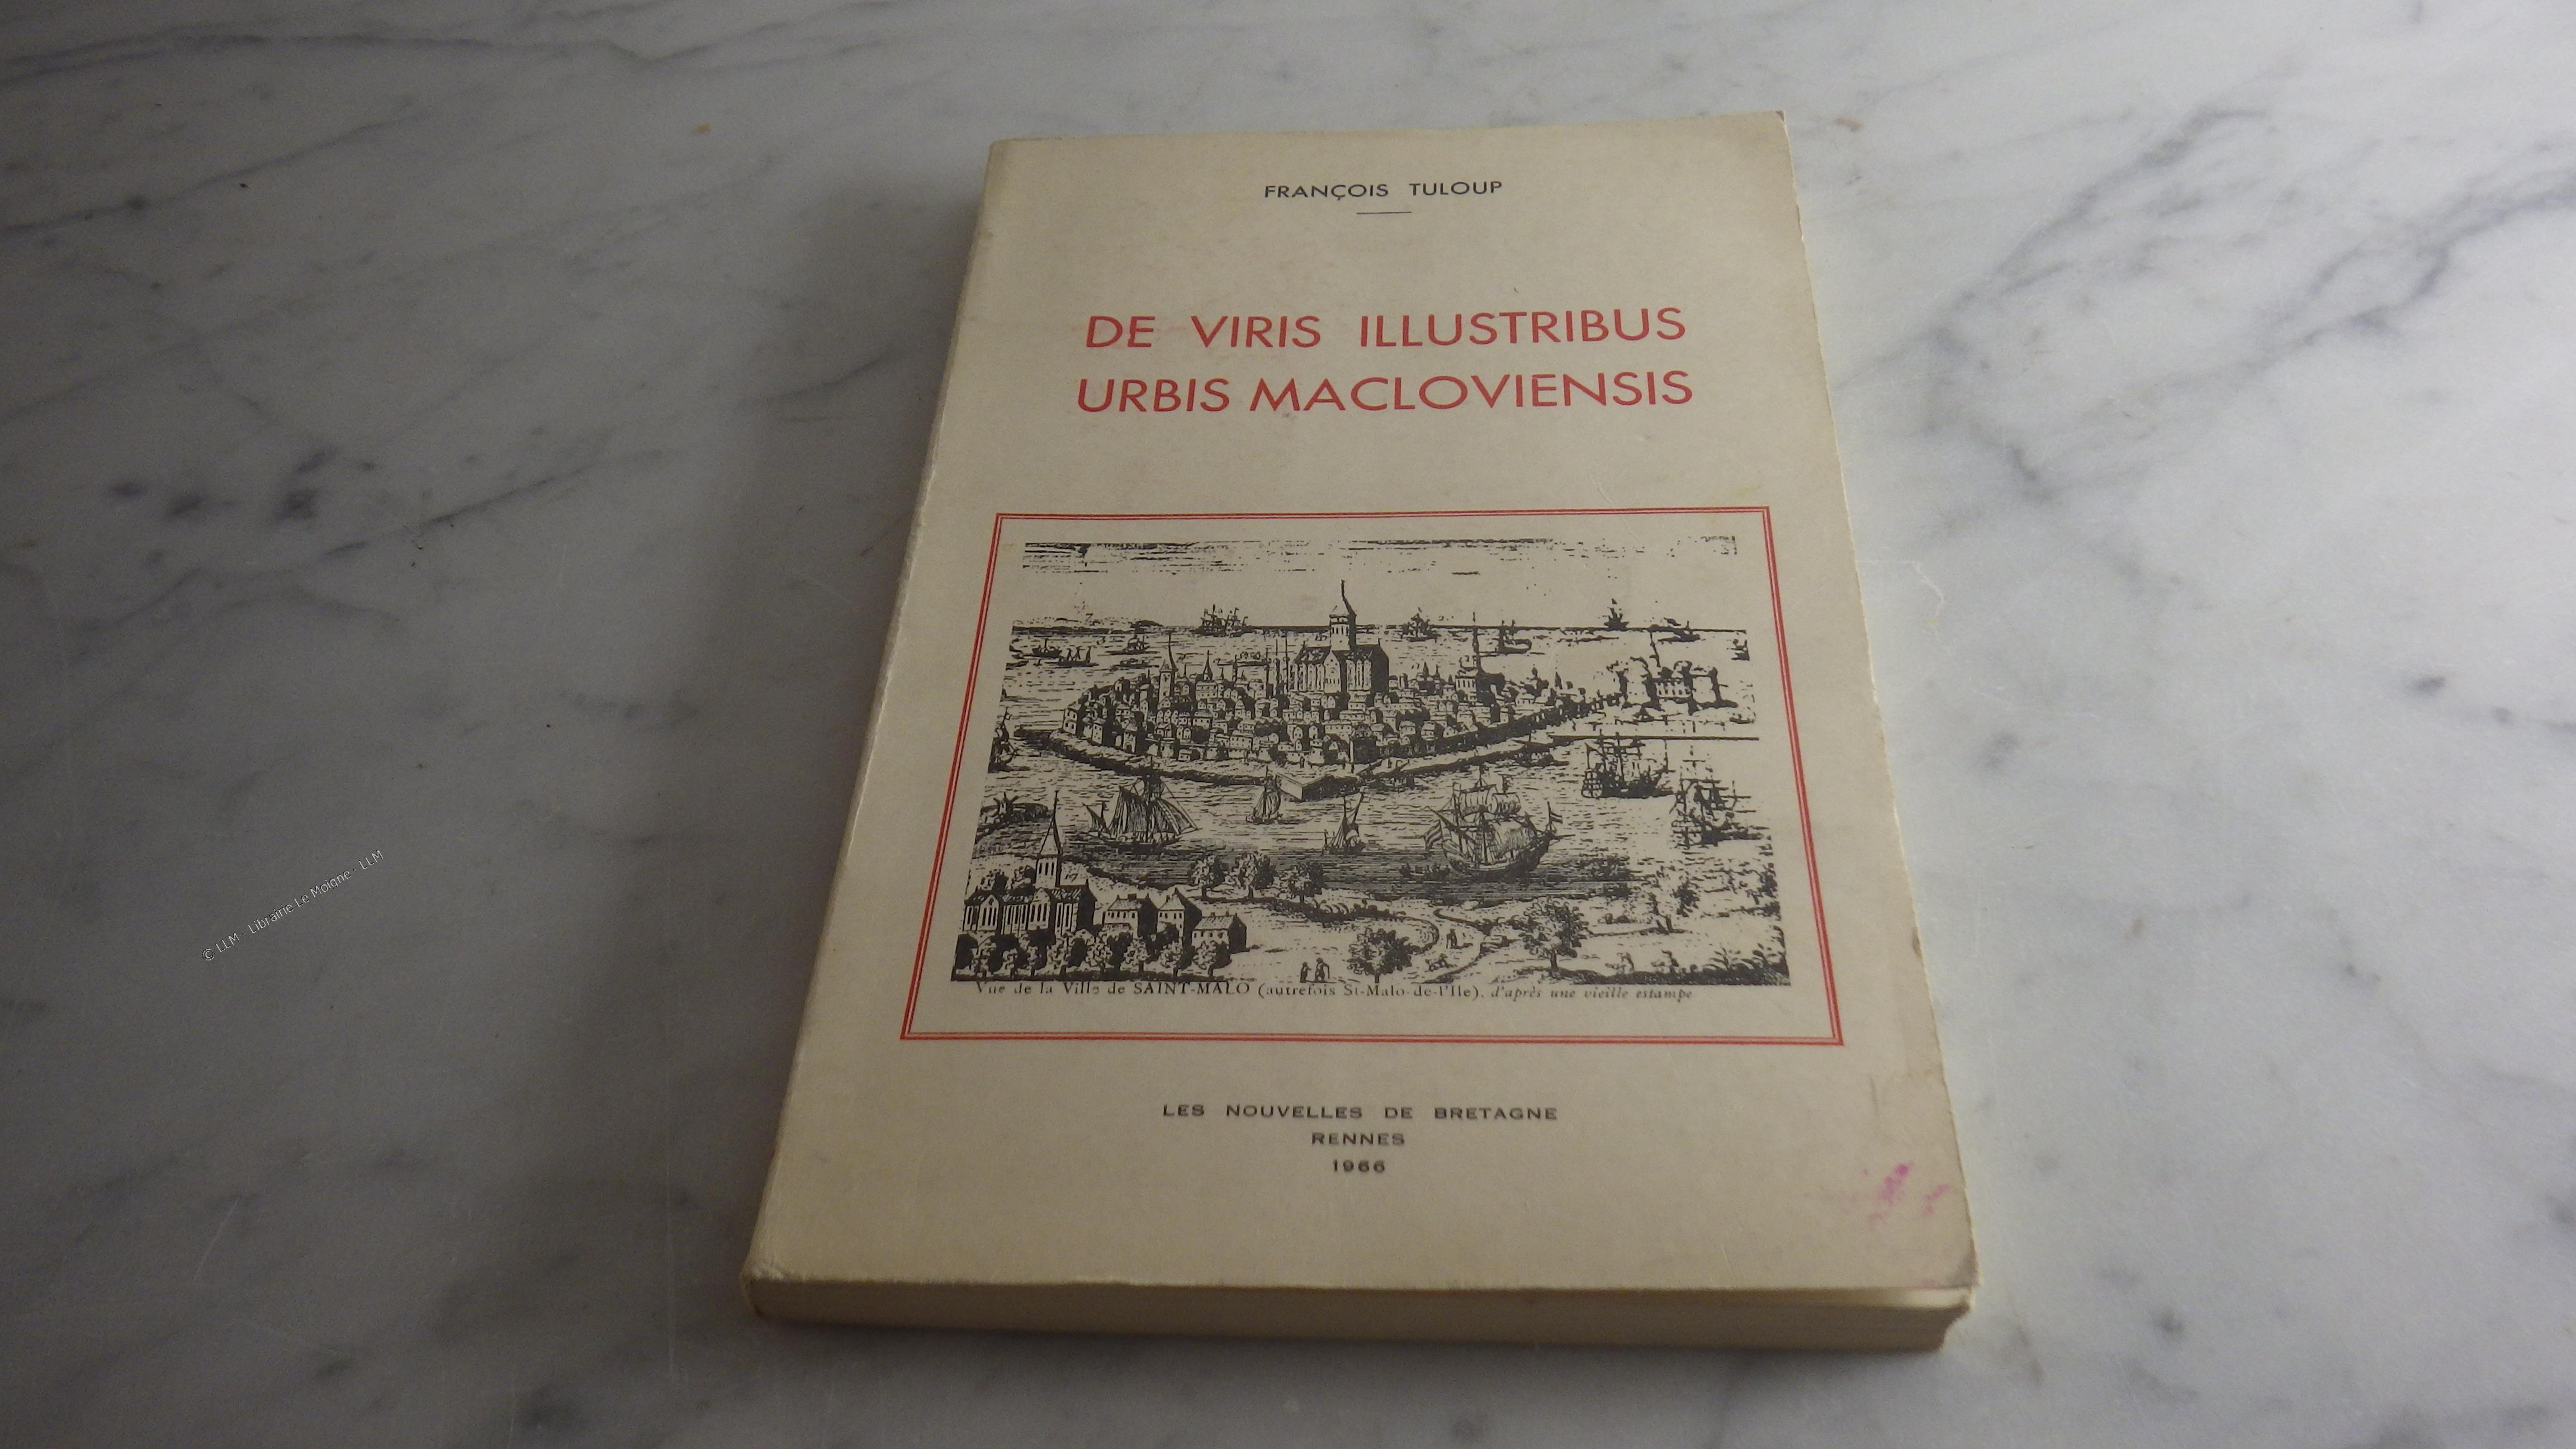 FRANÇOIS TULOUP
DE VIRIS ILLUSTRIBUS
URBIS MACLOVIENSIS
Vue de la Ville de SAINT-MALO (autrefois St-Malo-de-l'Ile), d'après une vieille estampe
LES NOUVELLES DE BRETAGNE
RENNES
1966
© LLM - Librairie Le Moigne - LLM